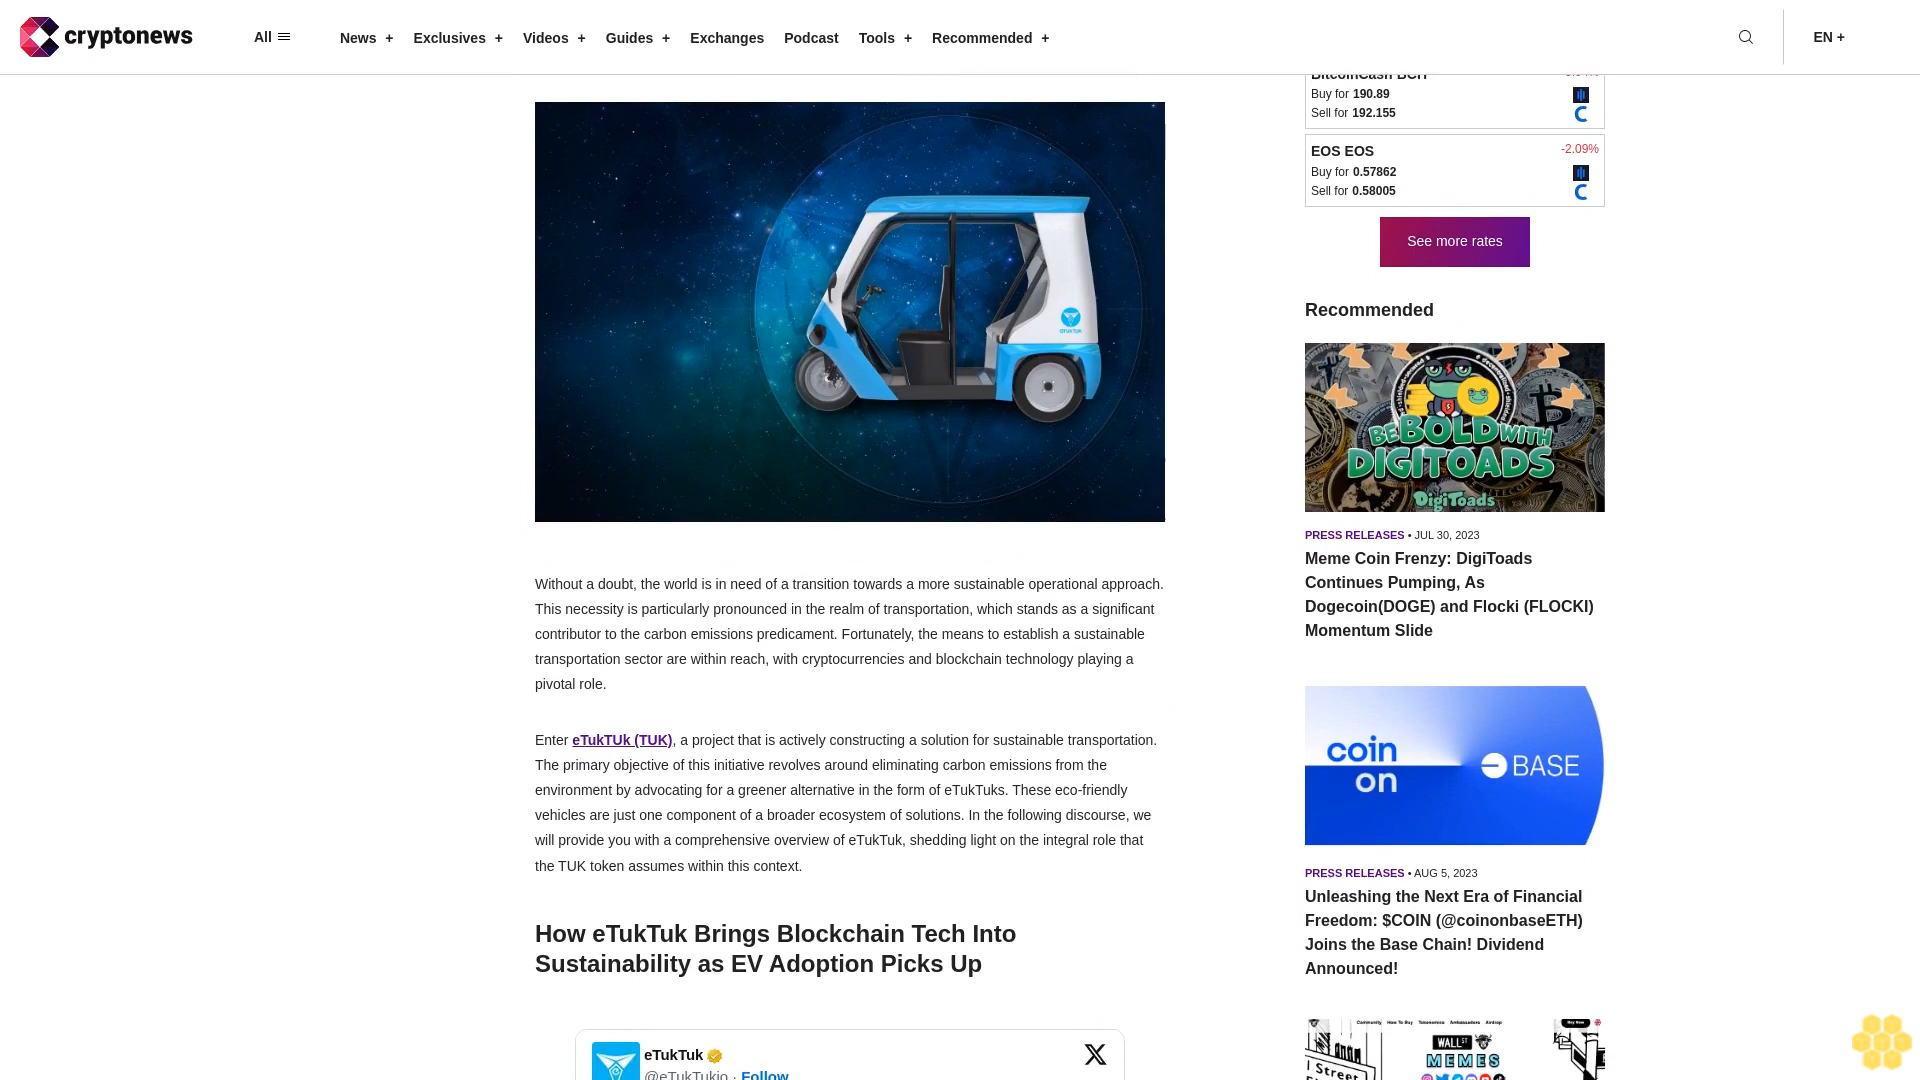 cryptonews
All
News +
Exclusives +
Videos +
Guides +
Exchanges
Podcast
Tools +
Recommended +
EN +
Buy for 190.89
Sell for 192.155
EOS EOS
-2.09%
Buy for 0.57862
Sell for 0.58005
See more rates
Recommended
BE BOLD WITH
DIGITOADS
DigiToads
PRESS RELEASES • JUL 30, 2023
Meme Coin Frenzy: DigiToads
Continues Pumping, As
Dogecoin(DOGE) and Flocki (FLOCKI)
Momentum Slide
coin
on
BASE
PRESS RELEASES • AUG 5, 2023
Unleashing the Next Era of Financial
Freedom: $COIN (@coinonbaseETH)
Joins the Base Chain! Dividend
Announced!
Community How To Buy Tokenomics Ambassadors Airdrop
Buy Now
WALL ST
MEMES
Street
ETUKTUK
Without a doubt, the world is in need of a transition towards a more sustainable operational approach.
This necessity is particularly pronounced in the realm of transportation, which stands as a significant
contributor to the carbon emissions predicament. Fortunately, the means to establish a sustainable
transportation sector are within reach, with cryptocurrencies and blockchain technology playing a
pivotal role.
Enter eTukTUk (TUK), a project that is actively constructing a solution for sustainable transportation.
The primary objective of this initiative revolves around eliminating carbon emissions from the
environment by advocating for a greener alternative in the form of eTukTuks. These eco-friendly
vehicles are just one component of a broader ecosystem of solutions. In the following discourse, we
will provide you with a comprehensive overview of eTukTuk, shedding light on the integral role that
the TUK token assumes within this context.
How eTukTuk Brings Blockchain Tech Into
Sustainability as EV Adoption Picks Up
eTukTuk
@eTukTukio · Follow